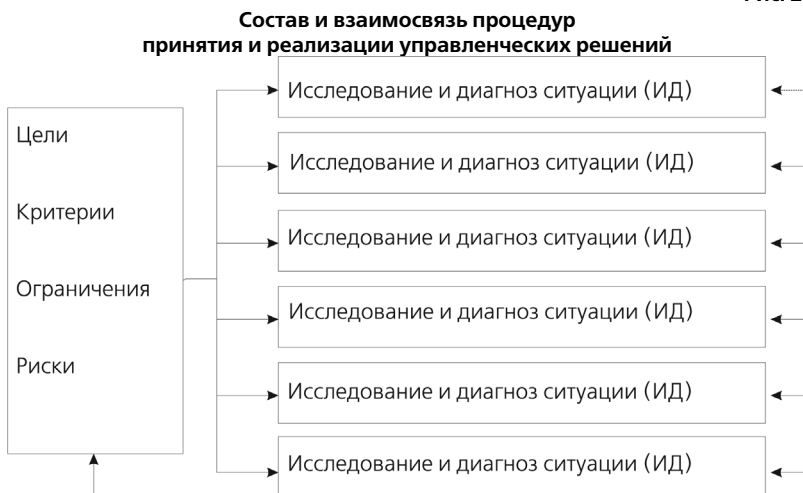 Состав и взаимосвязь процедур
принятия и реализации управленческих решений
Исследование и диагноз ситуации (ИД)
Цели
Исследование и диагноз ситуации (ИД)
Критерии
Исследование и диагноз ситуации (ИД)
Ограничения
Исследование и диагноз ситуации (ИД)
Риски
Исследование и диагноз ситуации (ИД)
Исследование и диагноз ситуации (ИД)